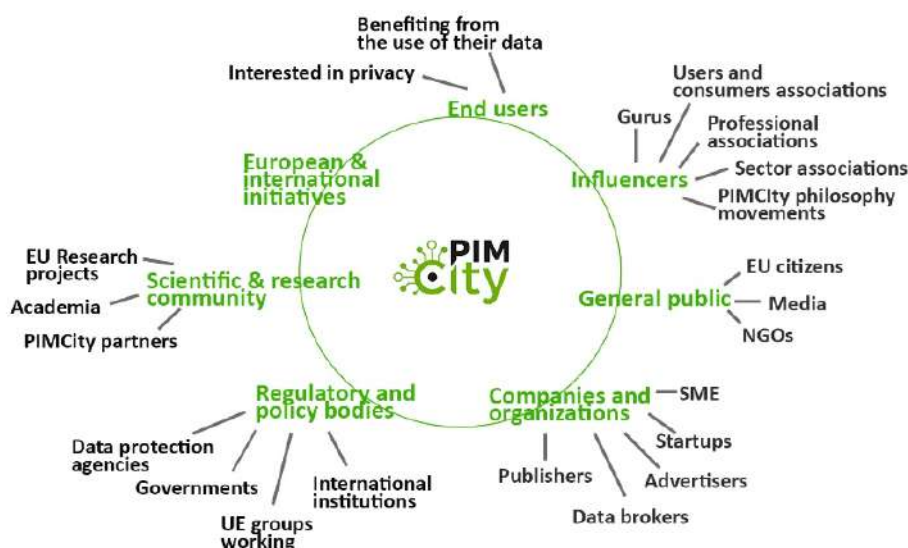 Benefiting from
the use of their data
Interested in privacy
End users
Users and
consumers associations
Gurus
Professional
associations
Influencers
Sector associations
PIMCIty philosophy
movements
European &
international
initiatives
PIM
City
EU Research
projects
Scientific & research
community
Academia
PIMCity partners
EU citizens
General public
Media
NGOs
Regulatory and
policy bodies
Data protection
agencies
Governments
UE groups
working
International
institutions
Companies and
organizations
SME
Startups
Advertisers
Data brokers
Publishers